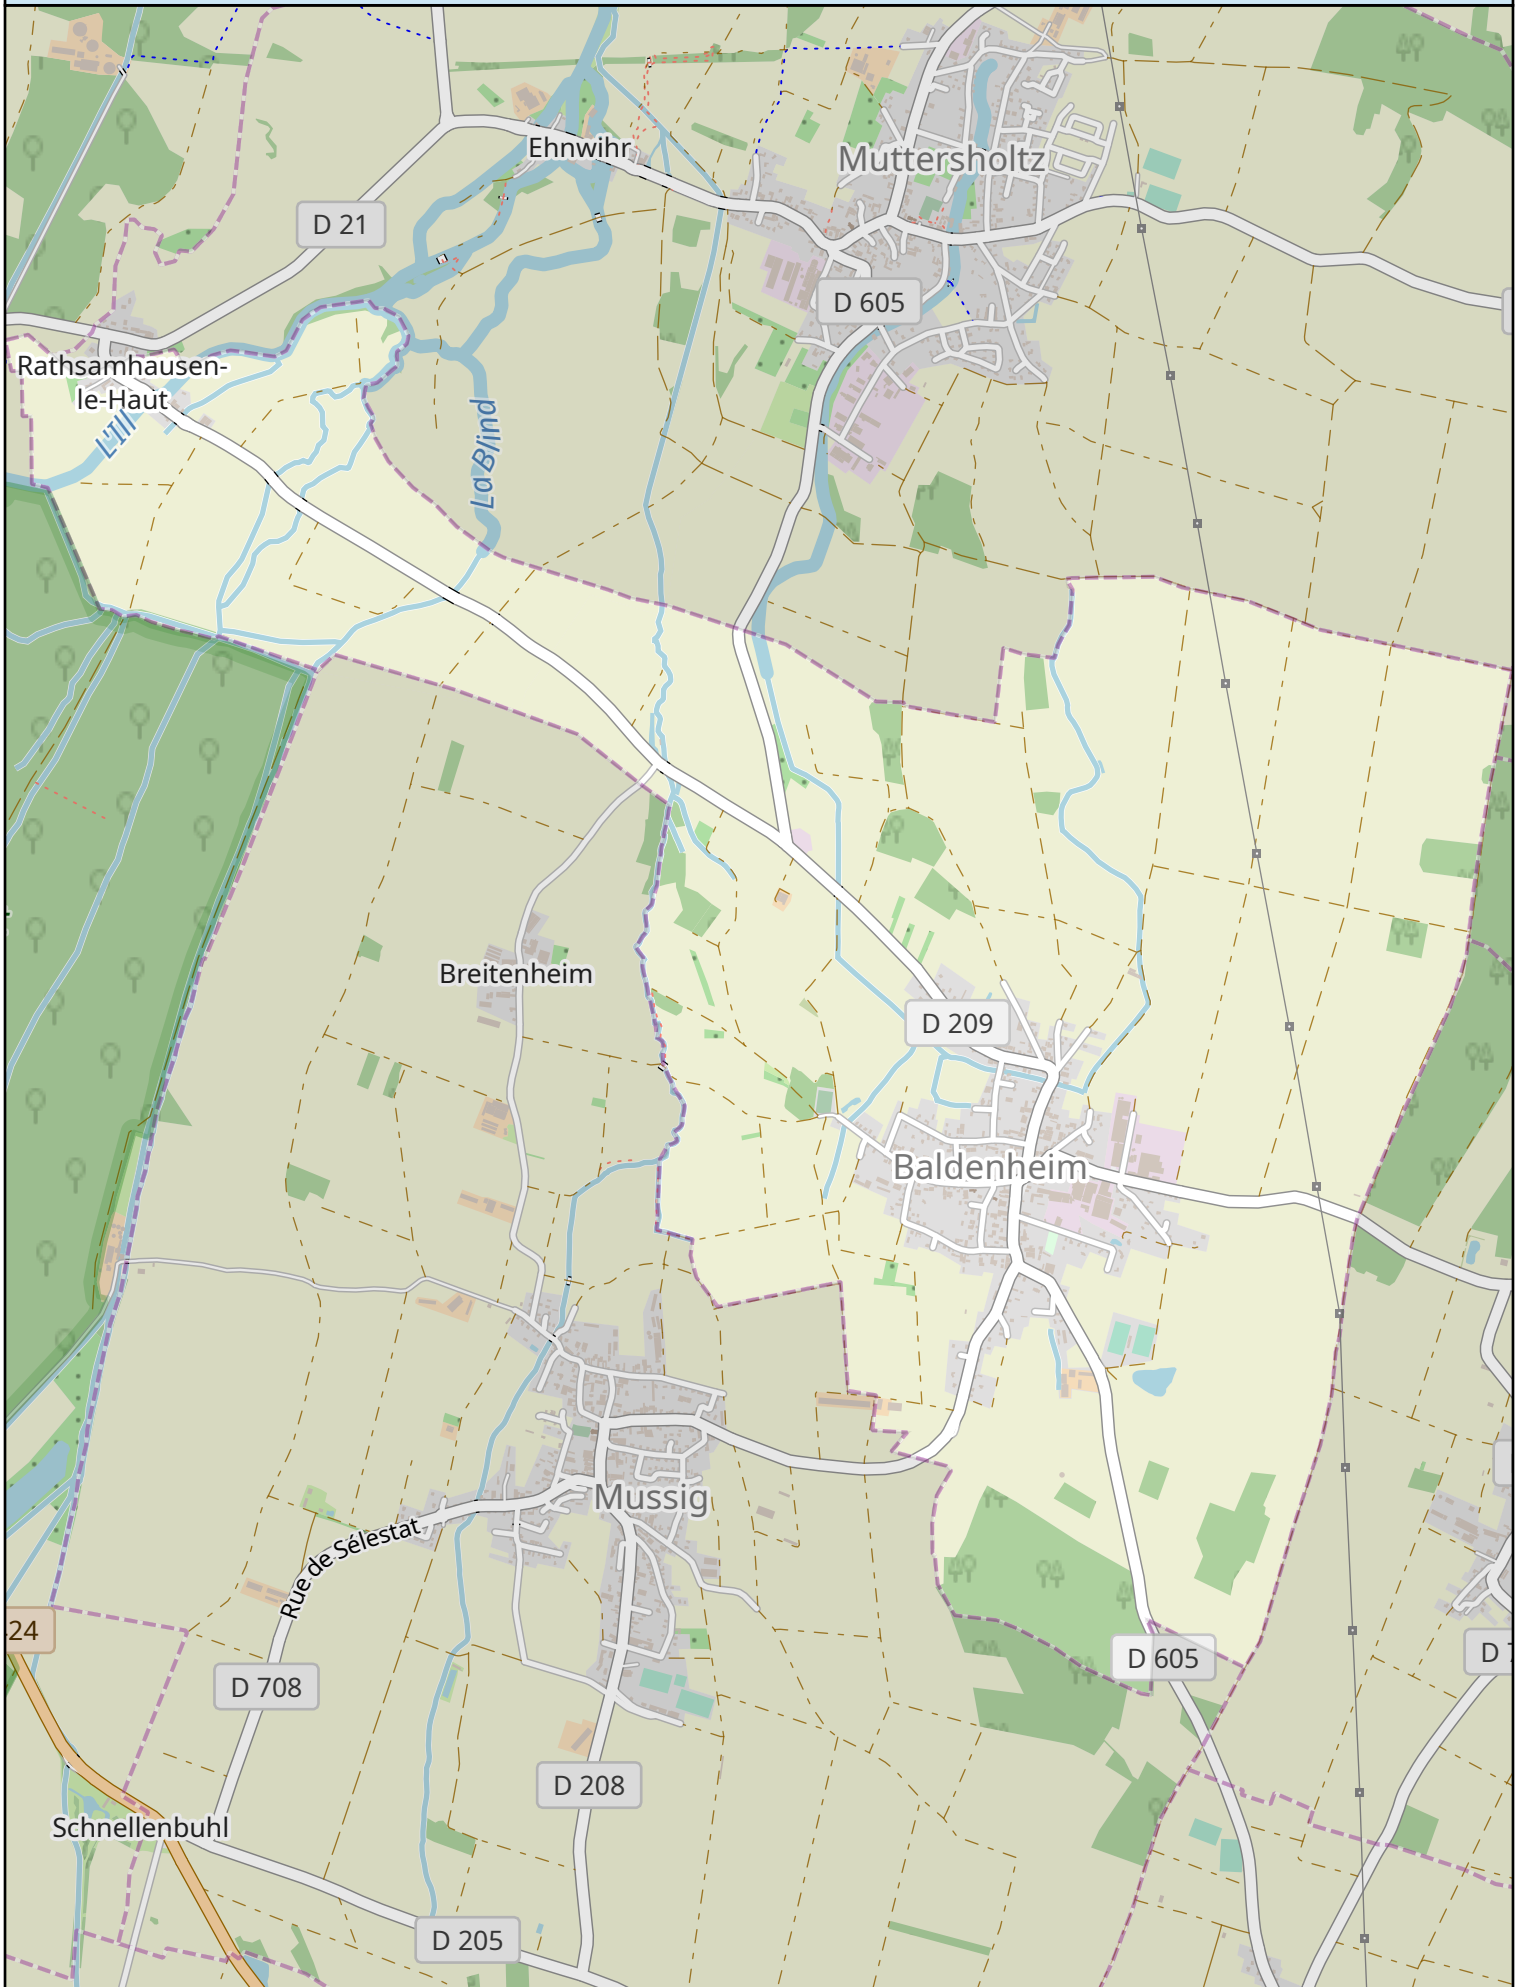 Ehnwihr
Muttersholtz
D 21
D 605
Rathsamhausen-
le-Haut
L'Ill
La Blind
Breitenheim
D 209
Baldenheim
Mussig
Rue de Sélestat
24
D 605
D 7
D 708
D 208
Schnellenbuhl
D 205